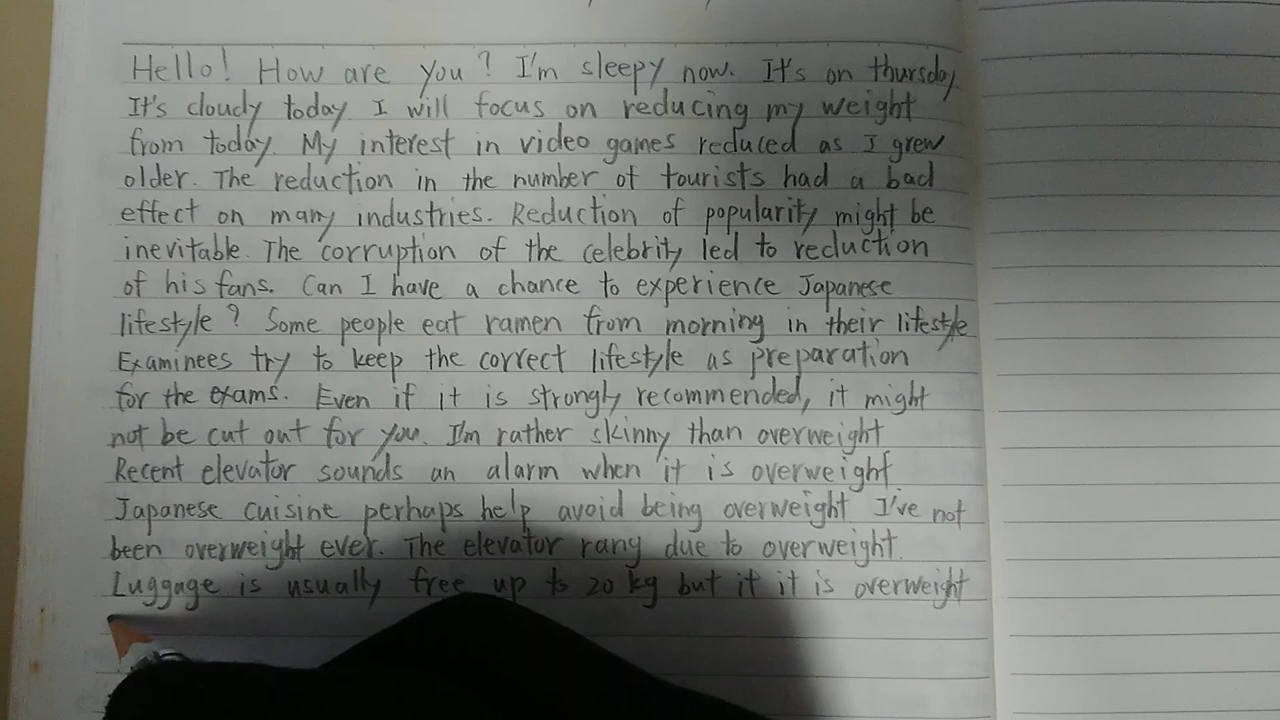 Hello! How are you? I'm sleepy now. It's on thursday.
It's cloudy today. I will focus on reducing my weight
from today. My interest in video games reduced as I grew
older. The reduction in the number of tourists had a bad
effect on many industries. Reduction of popularity might be
inevitable. The corruption of the celebrity led to reduction
of his fans. Can I have a chance to experience Japanese
lifestyle? Some people eat ramen from morning in their lifestyle
Examinees try to keep the correct lifestyle as preparation
for the exams. Even if it is strongly recommended, it might
not be cut out for you. I'm rather skinny than overweight
Recent elevator sounds an alarm when it is overweight.
Japanese cuisine perhaps help avoid being overweight I've not
been overweight ever. The elevator rang due to overweight.
Luggage is usually free up to 20 kg but if it is overweight